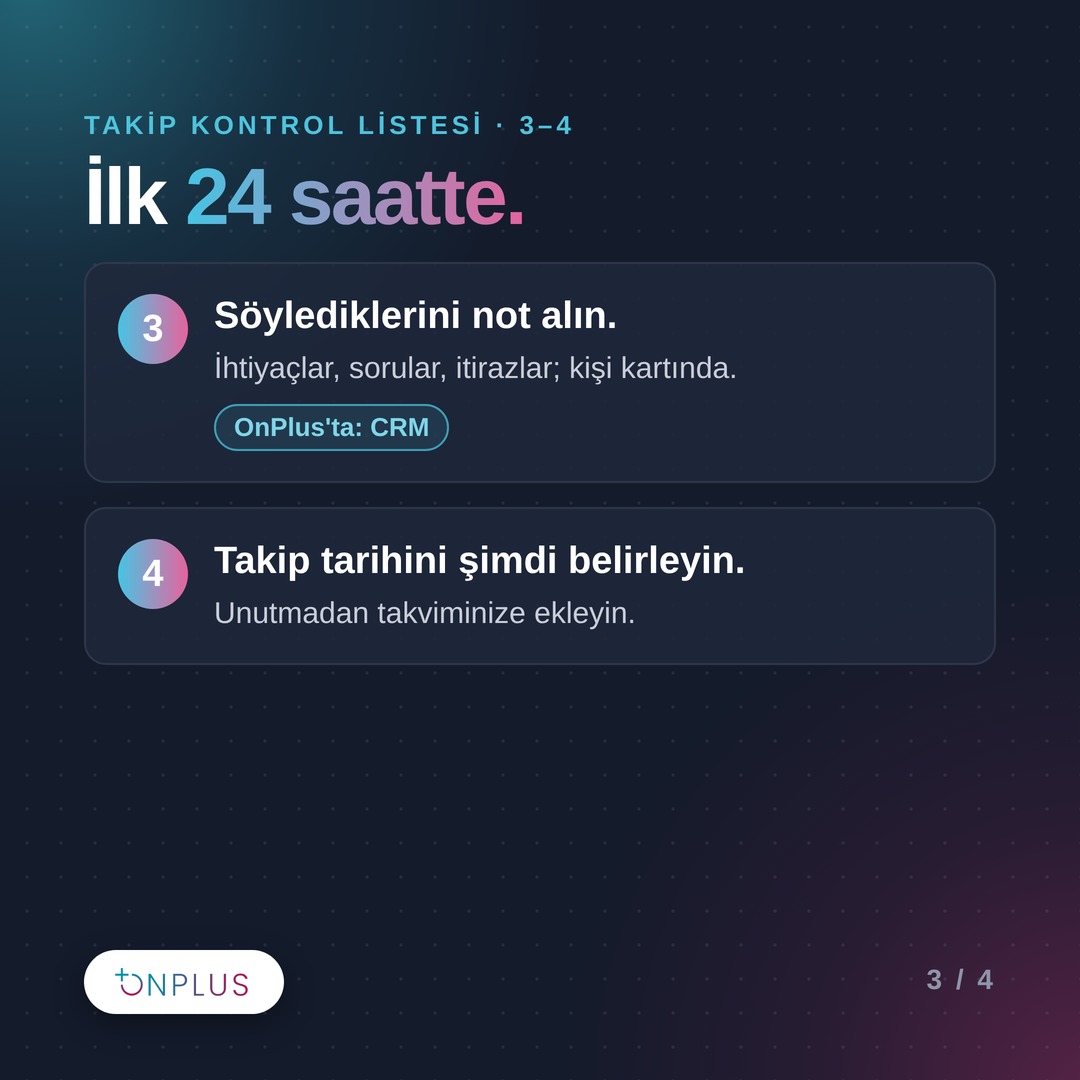 TAKİP KONTROL LİSTESİ · 3–4
İlk 24 saatte.
3
Söylediklerini not alın.
İhtiyaçlar, sorular, itirazlar; kişi kartında.
OnPlus'ta: CRM
4
Takip tarihini şimdi belirleyin.
Unutmadan takviminize ekleyin.
ONPLUS
3 / 4